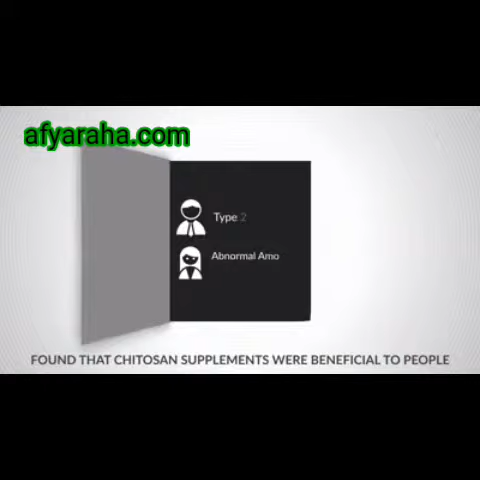 afyaraha.com
Type 2
Abnormal Amo
FOUND THAT CHITOSAN SUPPLEMENTS WERE BENEFICIAL TO PEOPLE